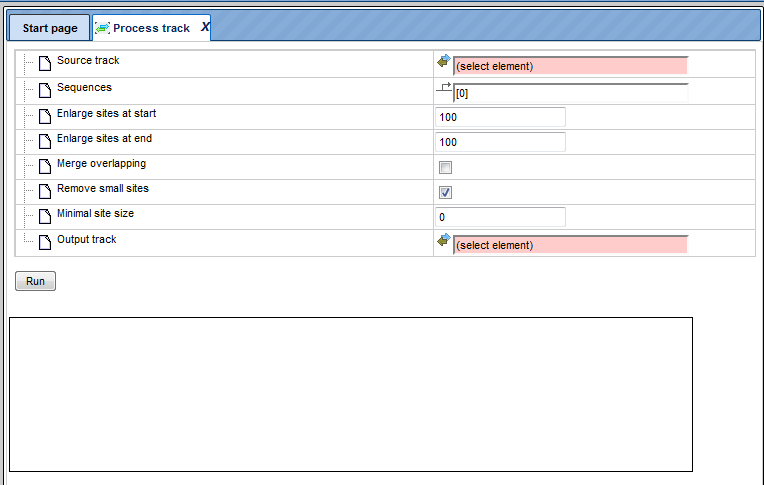 Start page
Process track X
Source track
(select element)
Sequences
[0]
Enlarge sites at start
100
Enlarge sites at end
100
Merge overlapping
Remove small sites
Minimal site size
0
Output track
(select element)
Run